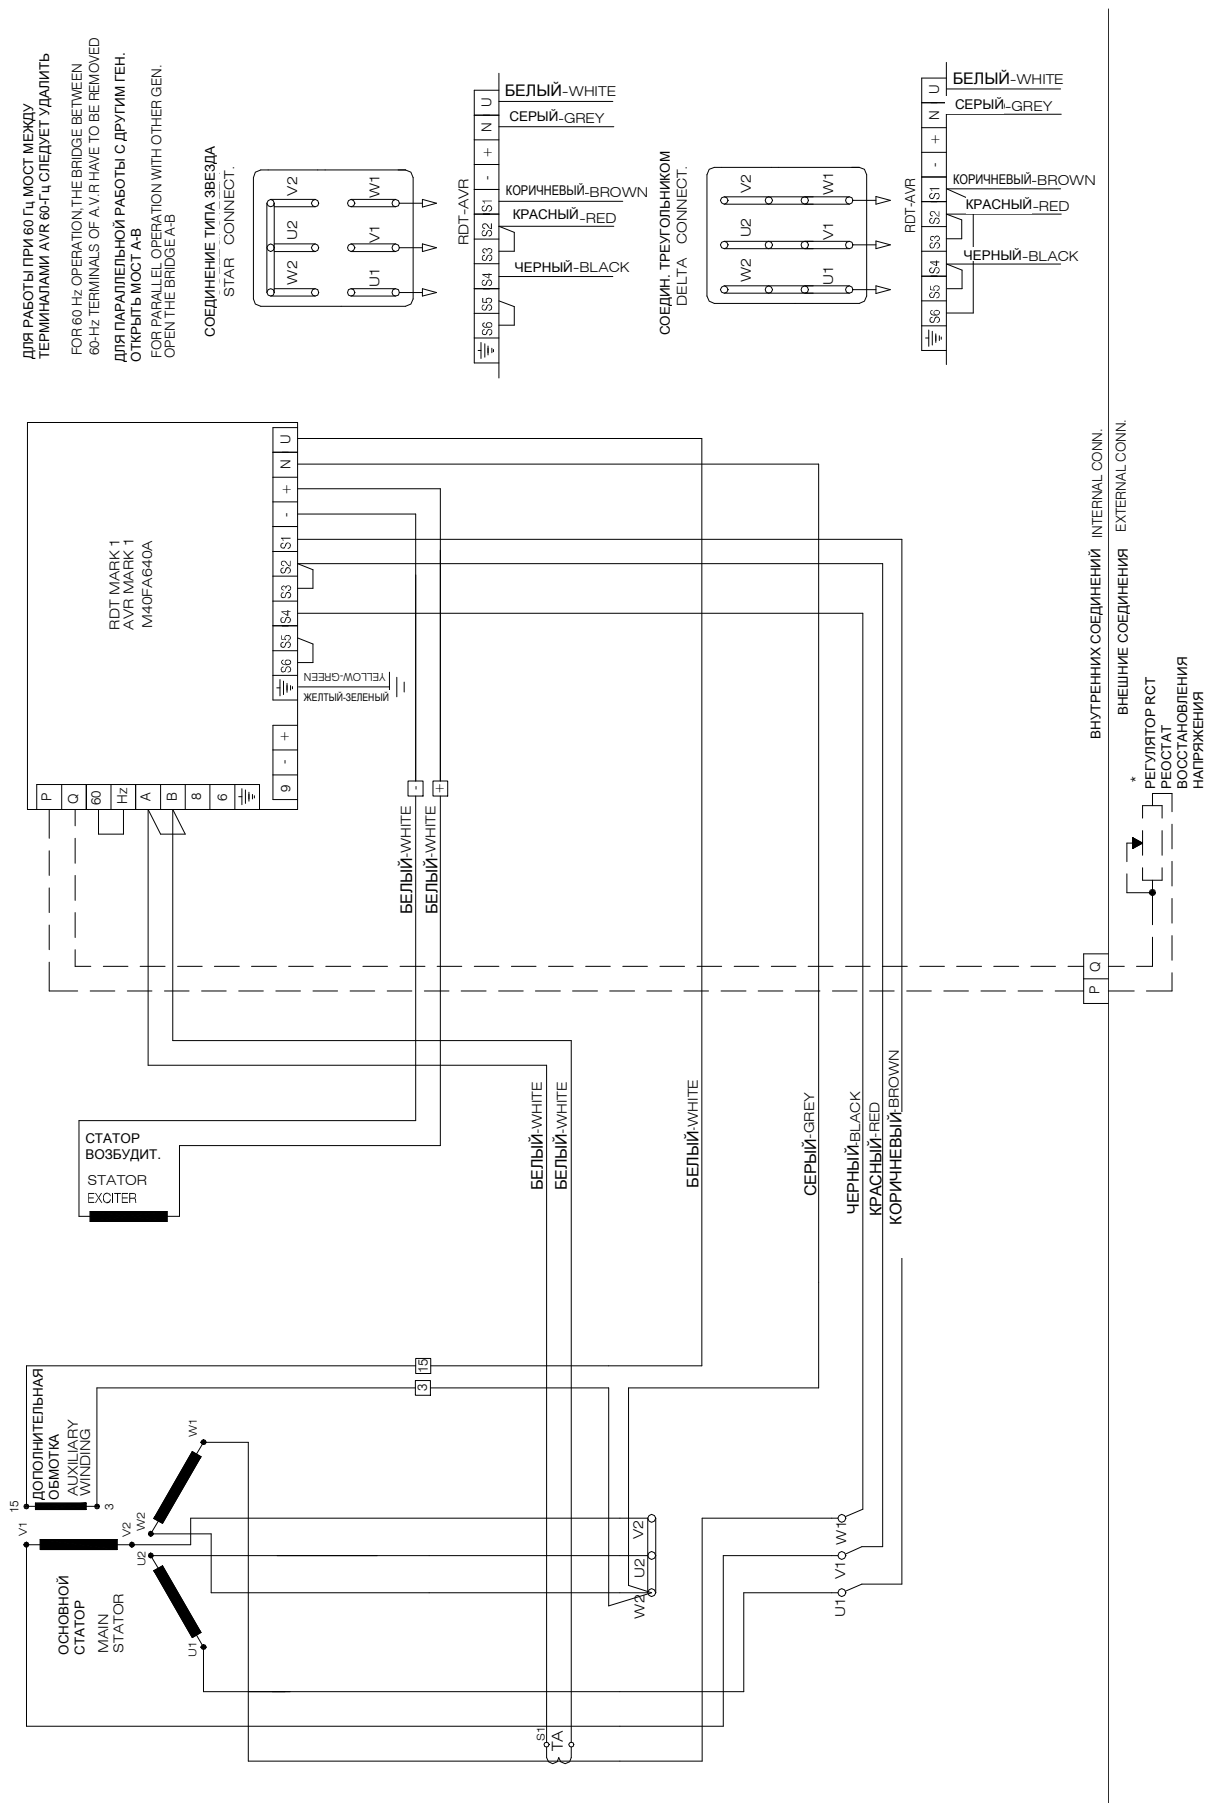 ДЛЯ РАБОТЫ ПРИ 60 Гц МОСТ МЕЖДУ
ТЕРМИНАЛАМИ AVR 60-Гц СЛЕДУЕТ УДАЛИТЬ
FOR 60 Hz OPERATION,THE BRIDGE BETWEEN
60-Hz TERMINALS OF A.V.R HAVE TO BE REMOVED
ДЛЯ ПАРАЛЛЕЛЬНОЙ РАБОТЫ С ДРУГИМ ГЕН.
ОТКРЫТЬ МОСТ А-В
FOR PARALLEL OPERATION WITH OTHER GEN.
OPEN THE BRIDGE A-B
СОЕДИНЕНИЕ ТИПА ЗВЕЗДА
STAR CONNECT.
W2 U2 V2
U1 V1 W1
RDT-AVR
S6 S5 S4 S3 S2 S1 - + N U
БЕЛЫЙ-WHITE
СЕРЫЙ-GREY
КОРИЧНЕВЫЙ-BROWN
КРАСНЫЙ-RED
ЧЕРНЫЙ-BLACK
СОЕДИН. ТРЕУГОЛЬНИКОМ
DELTA CONNECT.
W2 U2 V2
U1 V1 W1
RDT-AVR
S6 S5 S4 S3 S2 S1 - + N U
БЕЛЫЙ-WHITE
СЕРЫЙ-GREY
КОРИЧНЕВЫЙ-BROWN
КРАСНЫЙ-RED
ЧЕРНЫЙ-BLACK
RDT MARK 1
AVR MARK 1
M40FA640A
P
Q
60
Hz
A
B
8
6
9 - +
S6 S5 S4 S3 S2 S1 - + N U
YELLOW-GREEN
ЖЕЛТЫЙ-ЗЕЛЕНЫЙ
- +
БЕЛЫЙ-WHITE
БЕЛЫЙ-WHITE
СТАТОР
ВОЗБУДИТ.
STATOR
EXCITER
БЕЛЫЙ-WHITE
БЕЛЫЙ-WHITE
БЕЛЫЙ-WHITE
СЕРЫЙ-GREY
ЧЕРНЫЙ-BLACK
КРАСНЫЙ-RED
КОРИЧНЕВЫЙ-BROWN
ВНУТРЕННИХ СОЕДИНЕНИЙ INTERNAL CONN.
ВНЕШНИЕ СОЕДИНЕНИЯ EXTERNAL CONN.
*
РЕГУЛЯТОР RCT
РЕОСТАТ
ВОССТАНОВЛЕНИЯ
НАПРЯЖЕНИЯ
P Q
15
3
ДОПОЛНИТЕЛЬНАЯ
ОБМОТКА
AUXILIARY
WINDING
15 3
V1 V2
W2 W1
U2 U1
ОСНОВНОЙ
СТАТОР
MAIN
STATOR
W2 U2 V2
U1 V1 W1
S1
TA